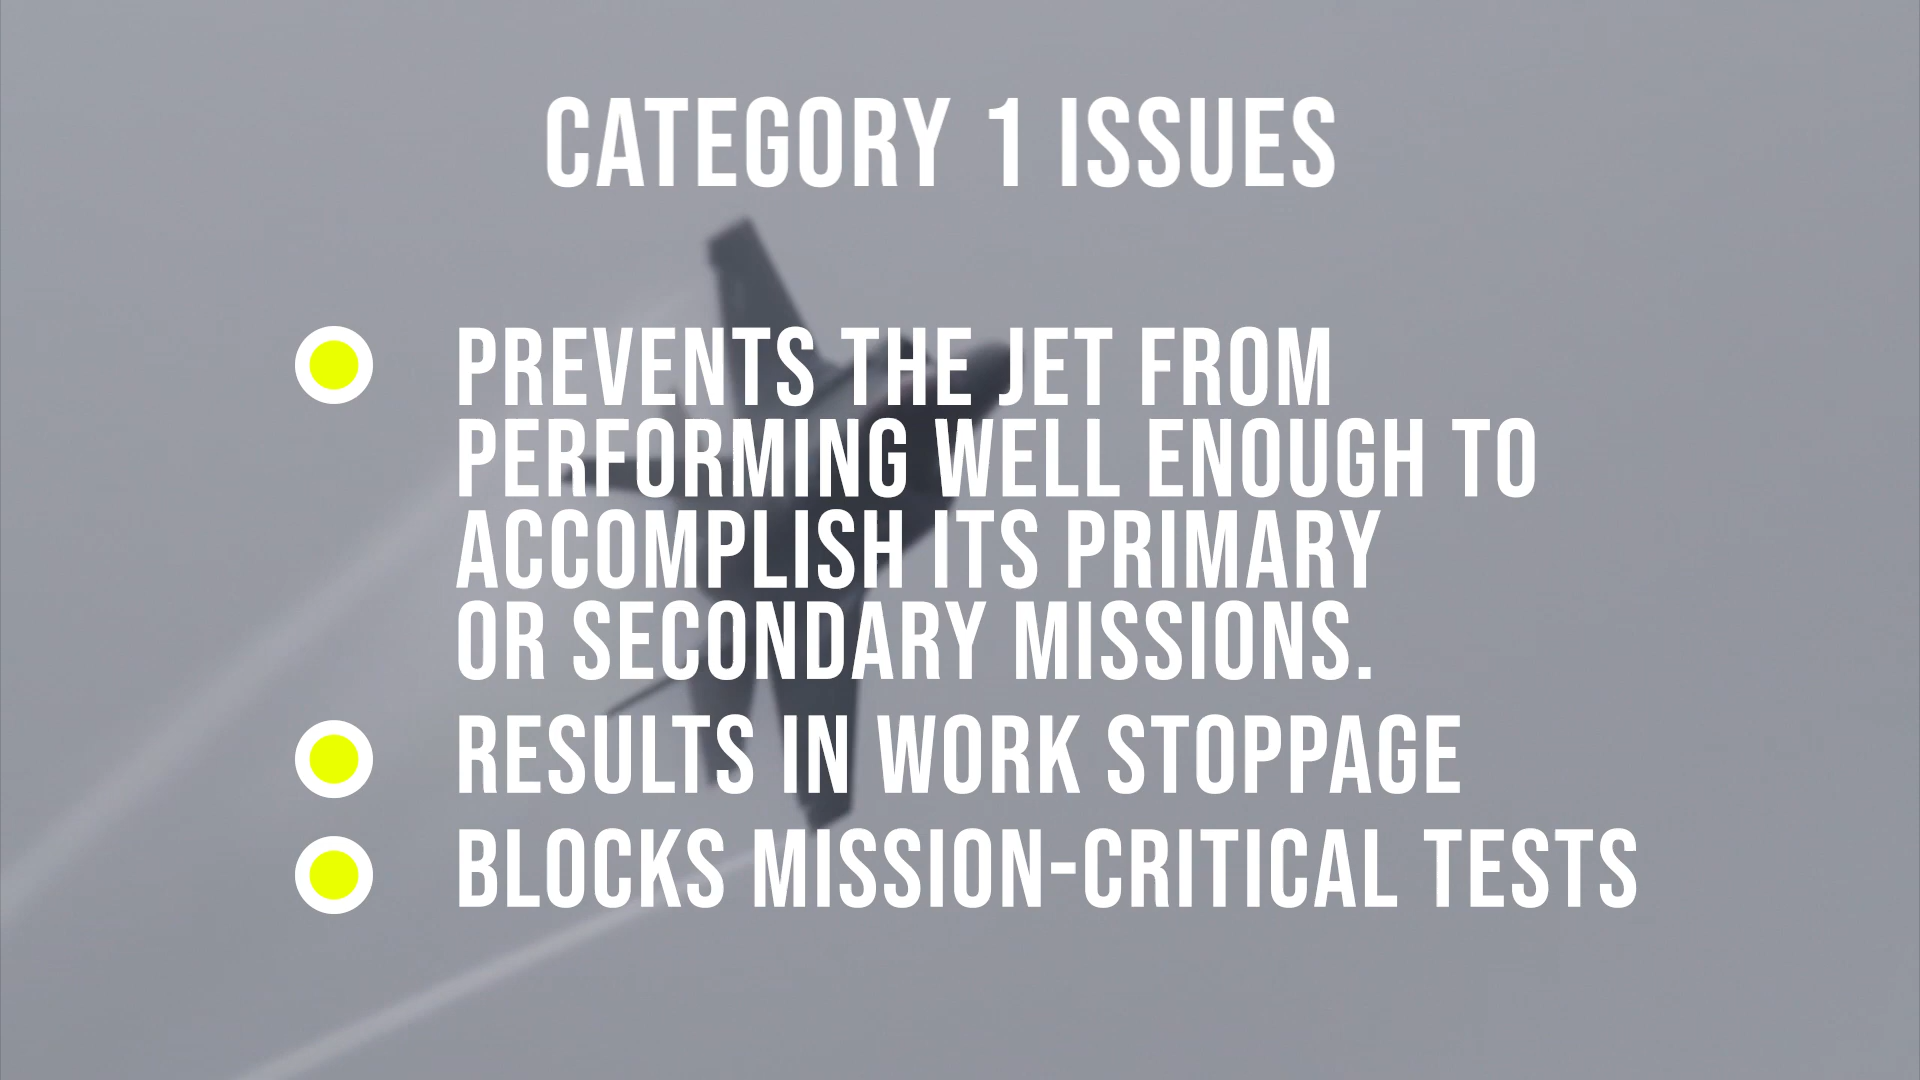 CATEGORY 1 ISSUES
PREVENTS THE JET FROM
PERFORMING WELL ENOUGH TO
ACCOMPLISH ITS PRIMARY
OR SECONDARY MISSIONS.
RESULTS IN WORK STOPPAGE
BLOCKS MISSION-CRITICAL TESTS